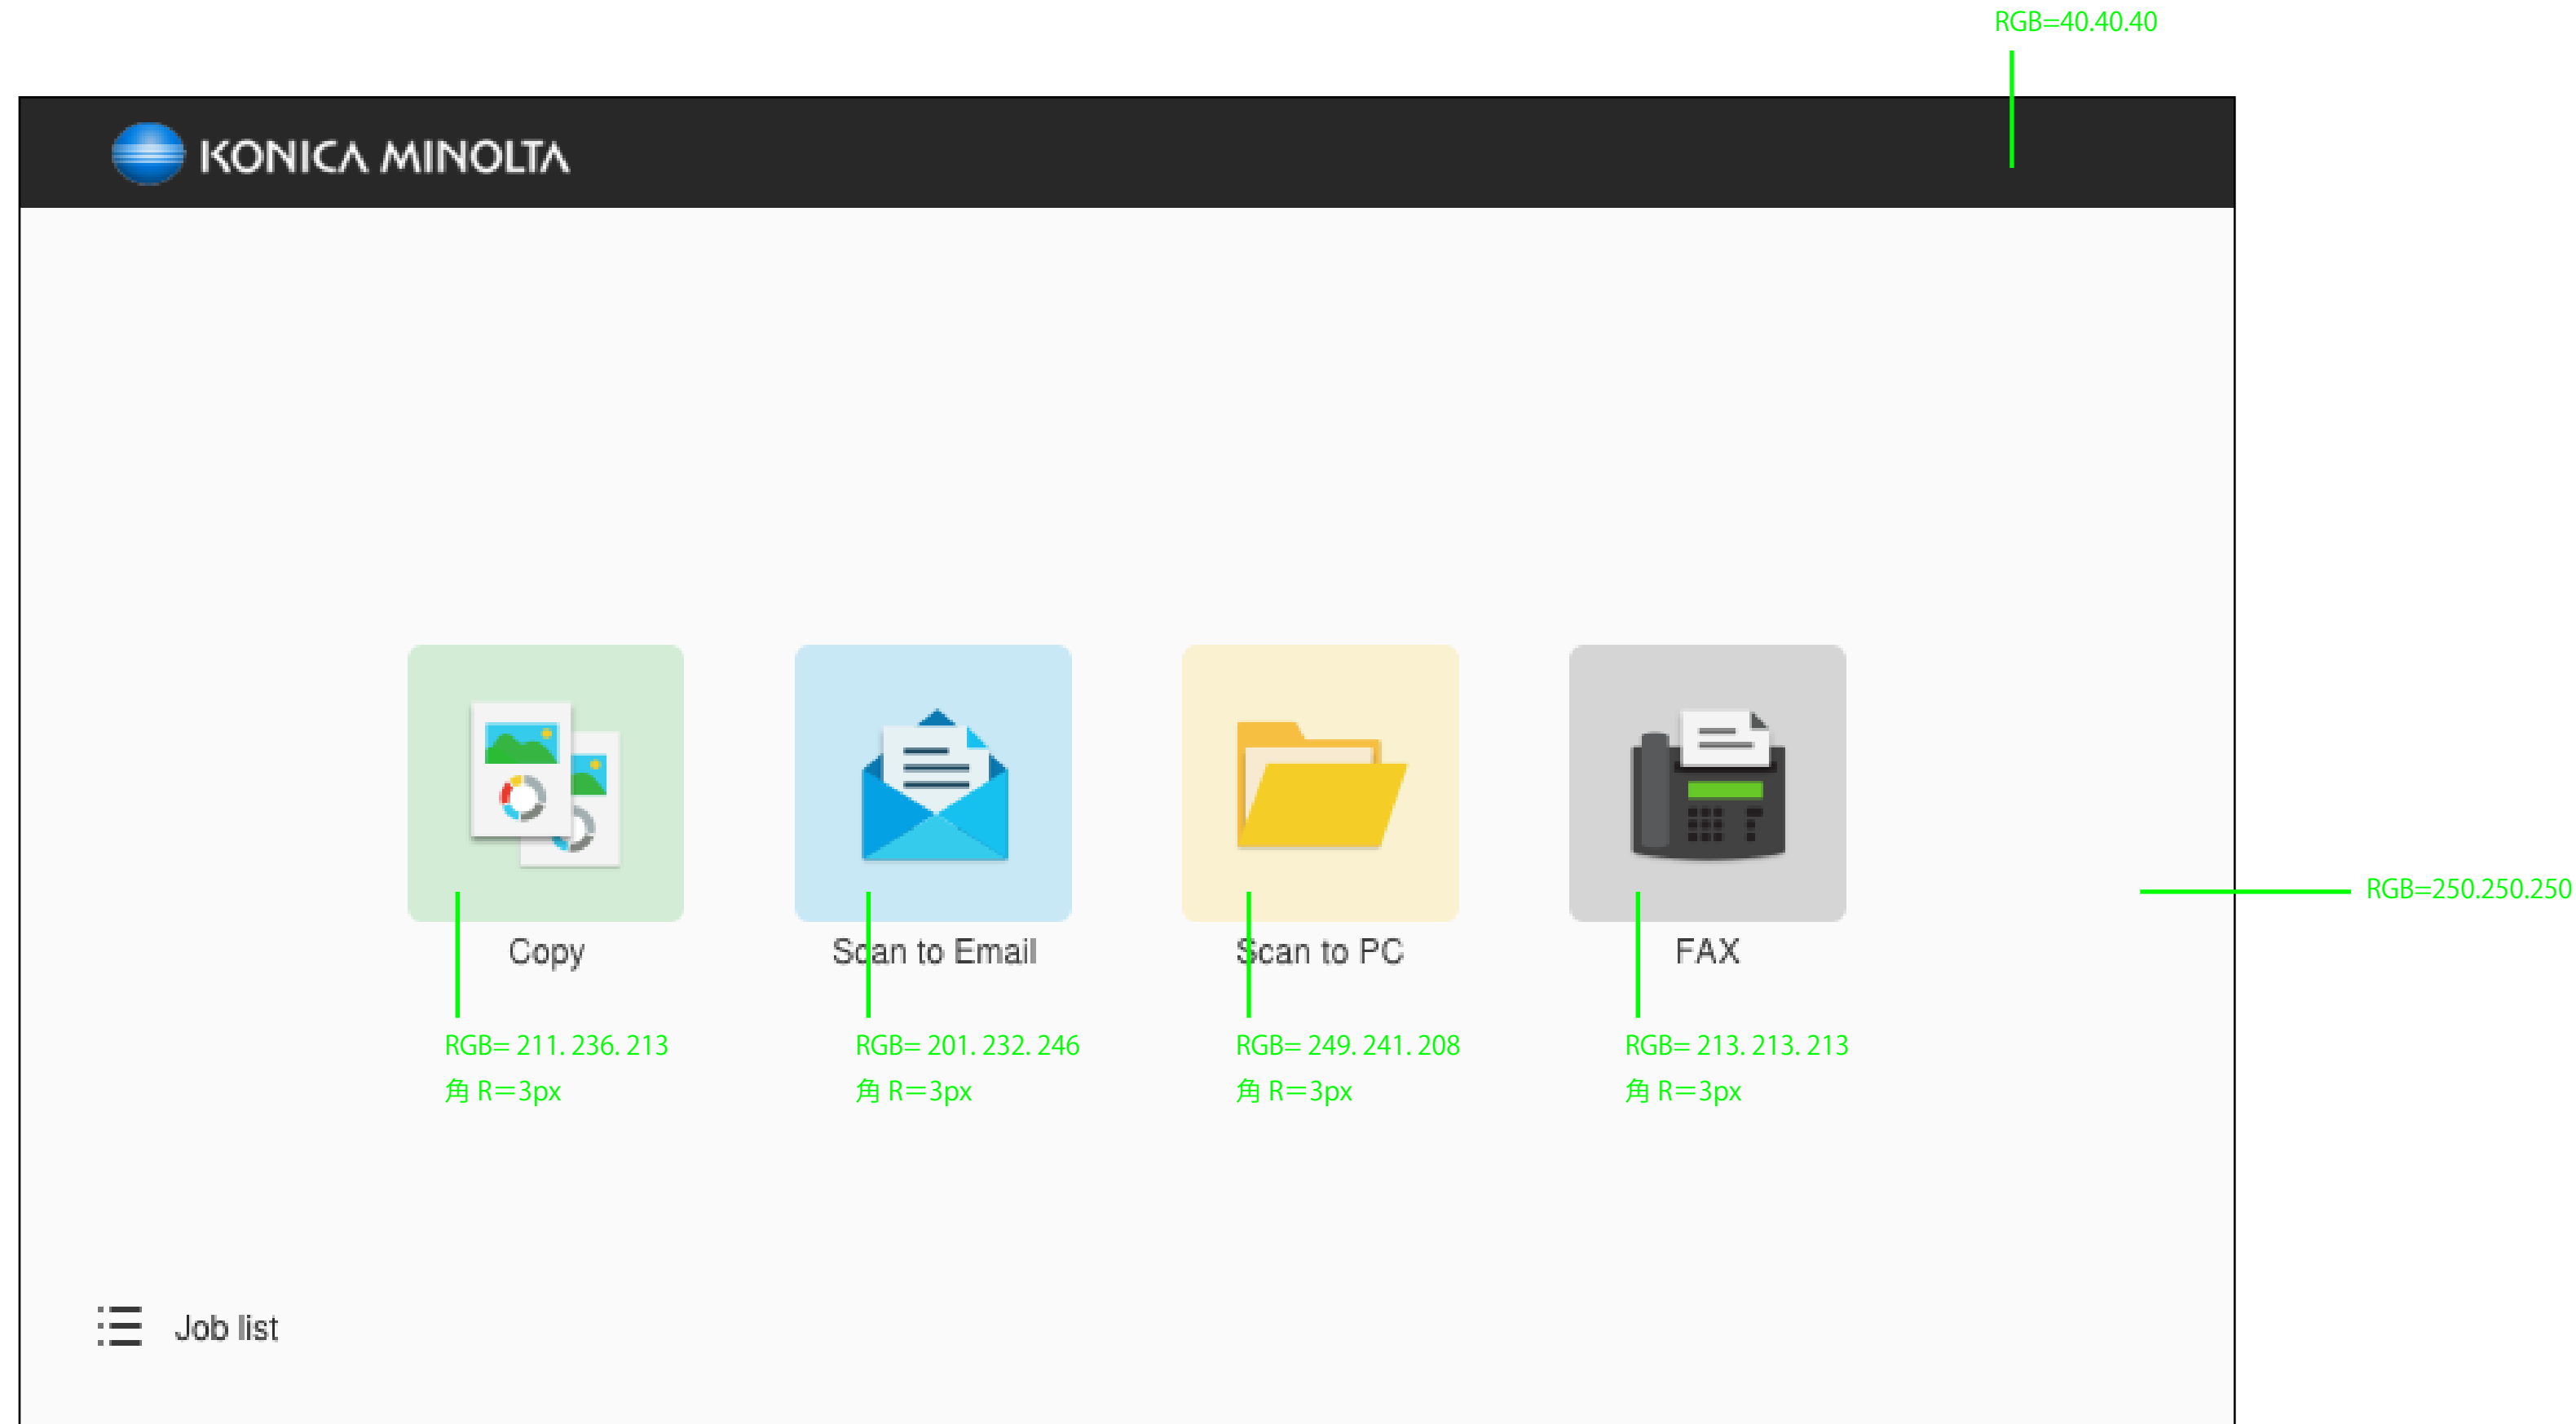 RGB=40.40.40
KONICA MINOLTA
RGB=250.250.250
Copy
Scan to Email
Scan to PC
FAX
RGB= 211. 236. 213
角 R＝3px
RGB= 201. 232. 246
角 R＝3px
RGB= 249. 241. 208
角 R＝3px
RGB= 213. 213. 213
角 R＝3px
Job list